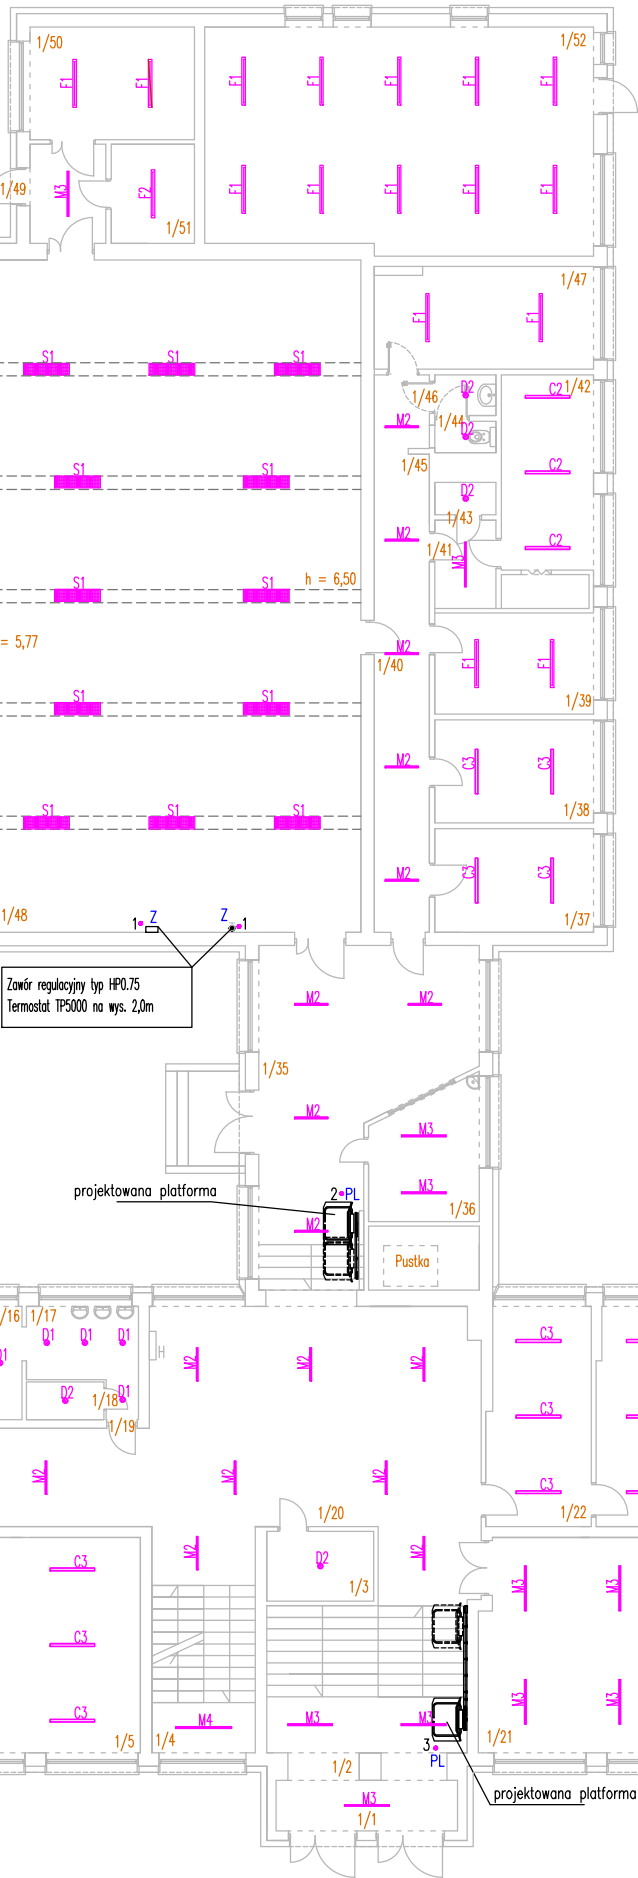 1/50
1/52
F1
F1
F1
F1
F1
F1
F1
1/49
M3
F2
1/51
F1
F1
F1
F1
F1
1/47
F1
F1
S1
S1
S1
1/46
D2
C2
1/42
M2
1/44
D2
1/45
C2
S1
S1
D2
1/43
M2
1/41
C2
M3
h = 6,50
S1
S1
= 5,77
M2
1/40
F1
F1
1/39
S1
S1
M2
C3
C3
1/38
S1
S1
S1
M2
C3
C3
1/37
1/48
1
Z
Z
1
Zawór regulacyjny typ HP0.75
Termostat TP5000 na wys. 2,0m
M2
M2
1/35
M2
M3
M3
projektowana platforma
2
PL
1/36
M2
Pustka
1/16
1/17
D1
D1
D1
D1
C3
M2
M2
M2
D2
1/18
D1
1/19
C3
M2
M2
M2
C3
1/20
1/22
M2
M2
C3
D2
1/3
M3
M3
C3
C3
M4
M3
M3
M3
M3
1/5
1/4
3
PL
1/21
1/2
projektowana platforma
M3
1/1